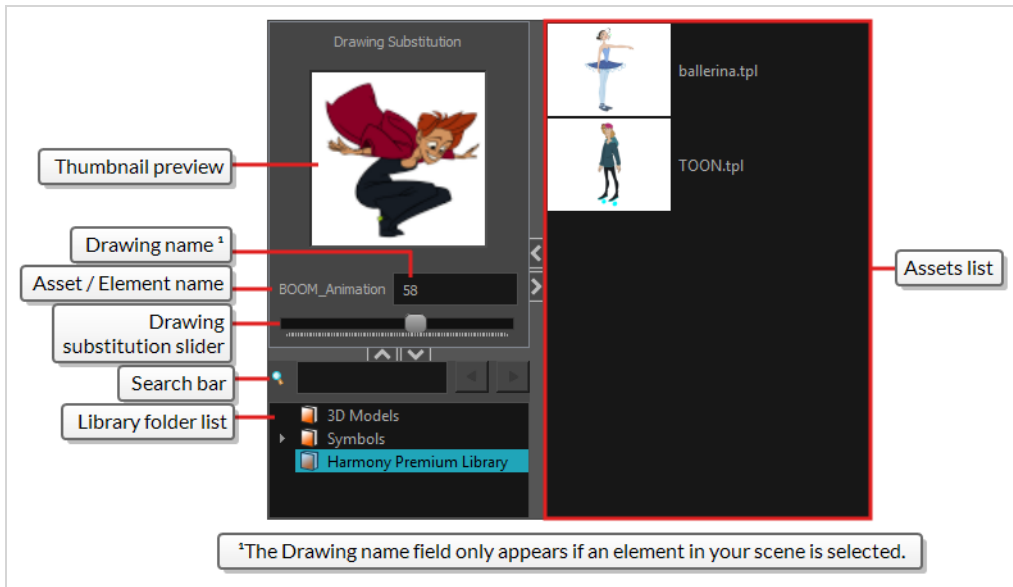 Drawing Substitution
ballerina.tpl
TOON.tpl
Thumbnail preview
Drawing name ¹
Asset / Element name
BOOM_Animation 58
Drawing
substitution slider
Search bar
Library folder list
3D Models
Symbols
Harmony Premium Library
Assets list
¹The Drawing name field only appears if an element in your scene is selected.